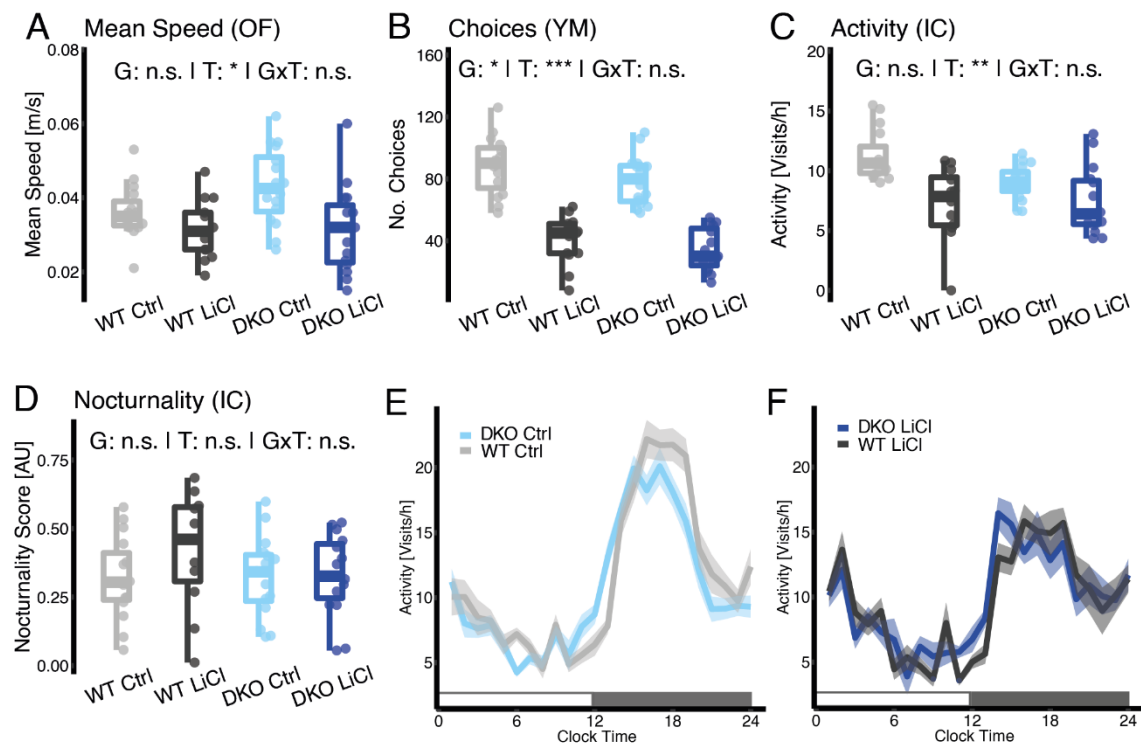 A Mean Speed (OF)
G: n.s. | T: * | GxT: n.s.
Mean Speed [m/s]
0.08
0.06
0.04
0.02
WT Ctrl
WT LiCl
DKO Ctrl
DKO LiCl
B Choices (YM)
G: * | T: *** | GxT: n.s.
No. Choices
160
120
80
40
WT Ctrl
WT LiCl
DKO Ctrl
DKO LiCl
C Activity (IC)
G: n.s. | T: ** | GxT: n.s.
Activity [Visits/h]
20
15
10
5
0
WT Ctrl
WT LiCl
DKO Ctrl
DKO LiCl
D Nocturnality (IC)
G: n.s. | T: n.s. | GxT: n.s.
Nocturnality Score [AU]
0.75
0.50
0.25
0.00
WT Ctrl
WT LiCl
DKO Ctrl
DKO LiCl
E
DKO Ctrl
WT Ctrl
Activity [Visits/h]
20
15
10
5
0 6 12 18 24
Clock Time
F
DKO LiCl
WT LiCl
Activity [Visits/h]
20
15
10
5
0 6 12 18 24
Clock Time